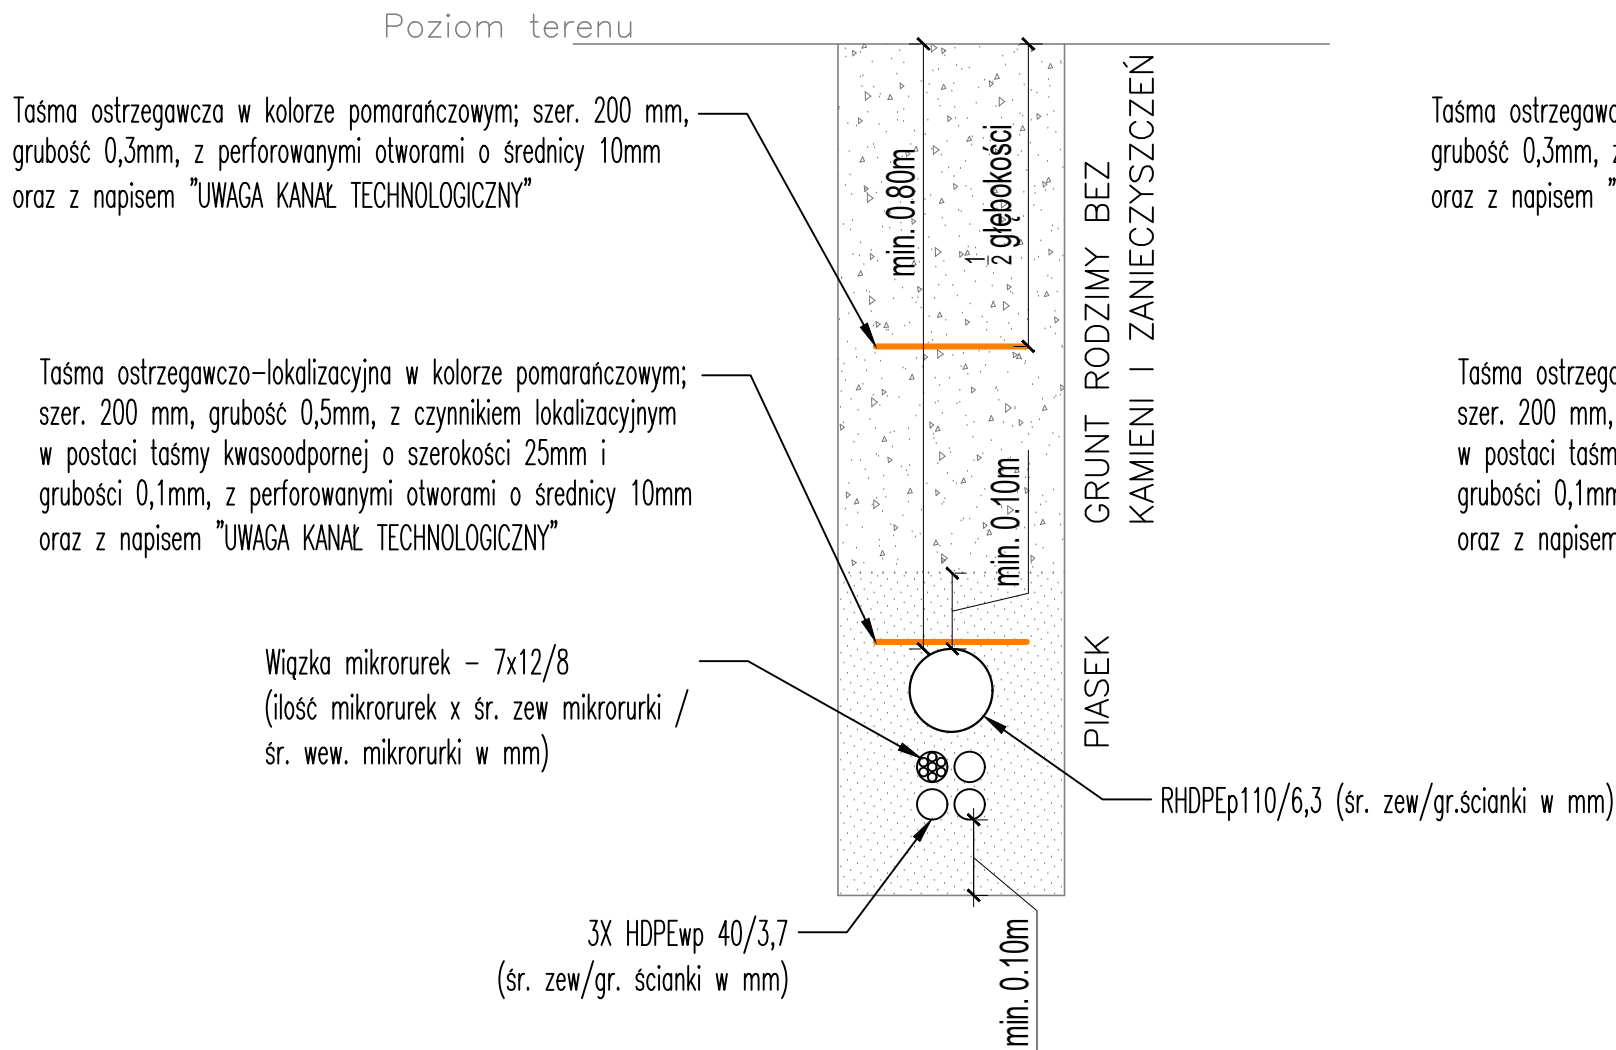 Poziom terenu
Taśma ostrzegawcza w kolorze pomarańczowym; szer. 200 mm,
grubość 0,3mm, z perforowanymi otworami o średnicy 10mm
oraz z napisem "UWAGA KANAŁ TECHNOLOGICZNY"
Taśma ostrzegawczo-lokalizacyjna w kolorze pomarańczowym;
szer. 200 mm, grubość 0,5mm, z czynnikiem lokalizacyjnym
w postaci taśmy kwasoodpornej o szerokości 25mm i
grubości 0,1mm, z perforowanymi otworami o średnicy 10mm
oraz z napisem "UWAGA KANAŁ TECHNOLOGICZNY"
Wiązka mikrorurek - 7x12/8
(ilość mikrorurek x śr. zew mikrorurki /
śr. wew. mikrorurki w mm)
3X HDPEwp 40/3,7
(śr. zew/gr. ścianki w mm)
min. 0.80m
1/2 głębokości
min. 0.10m
min. 0.10m
GRUNT RODZIMY BEZ
KAMIENI I ZANIECZYSZCZEŃ
PIASEK
RHDPEp110/6,3 (śr. zew/gr.ścianki w mm)
Taśma ostrzegawc
grubość 0,3mm, z
oraz z napisem "
Taśma ostrzega
szer. 200 mm,
w postaci taśm
grubości 0,1mm
oraz z napisem